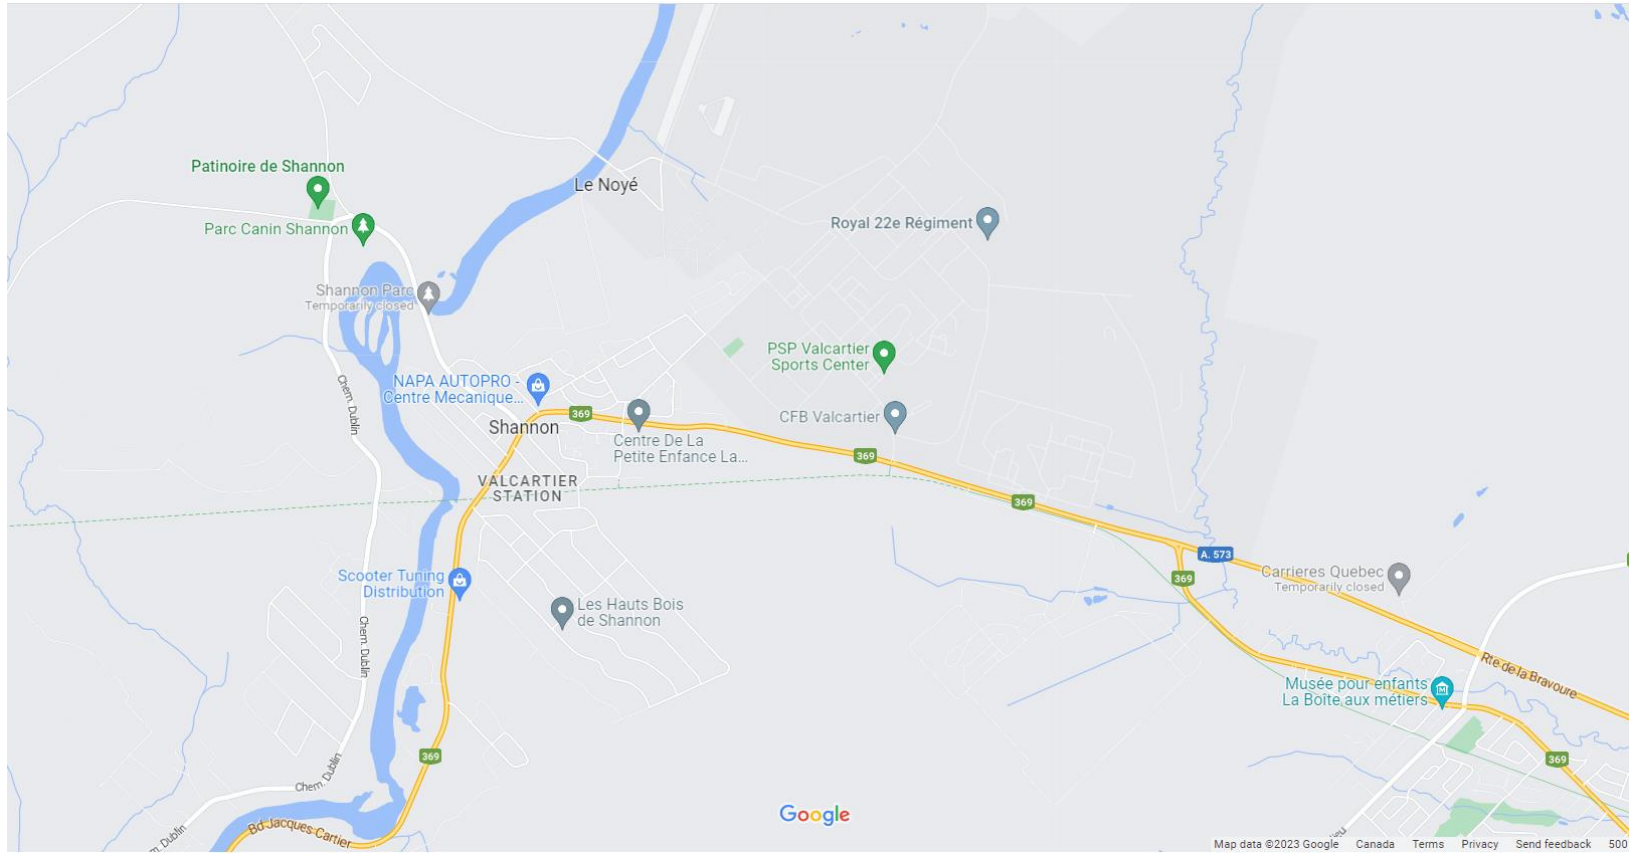 Patinoire de Shannon
Parc Canin Shannon
Le Noyé
Royal 22e Régiment
Shannon Parc
Temporarily closed
PSP Valcartier
Sports Center
NAPA AUTOPRO -
Centre Mecanique...
369
CFB Valcartier
Shannon
Centre De La
Petite Enfance La...
Chem. Dublin
369
VALCARTIER
STATION
369
A. 573
Scooter Tuning
Distribution
369
Carrieres Quebec
Temporarily closed
Les Hauts Bois
de Shannon
Chem. Dublin
Rte de la Bravoure
Musée pour enfants
La Boîte aux métiers
369
369
Chem. Dublin
Bd Jacques Cartier
Dublin
Google
Map data ©2023 Google Canada Terms Privacy Send feedback 500